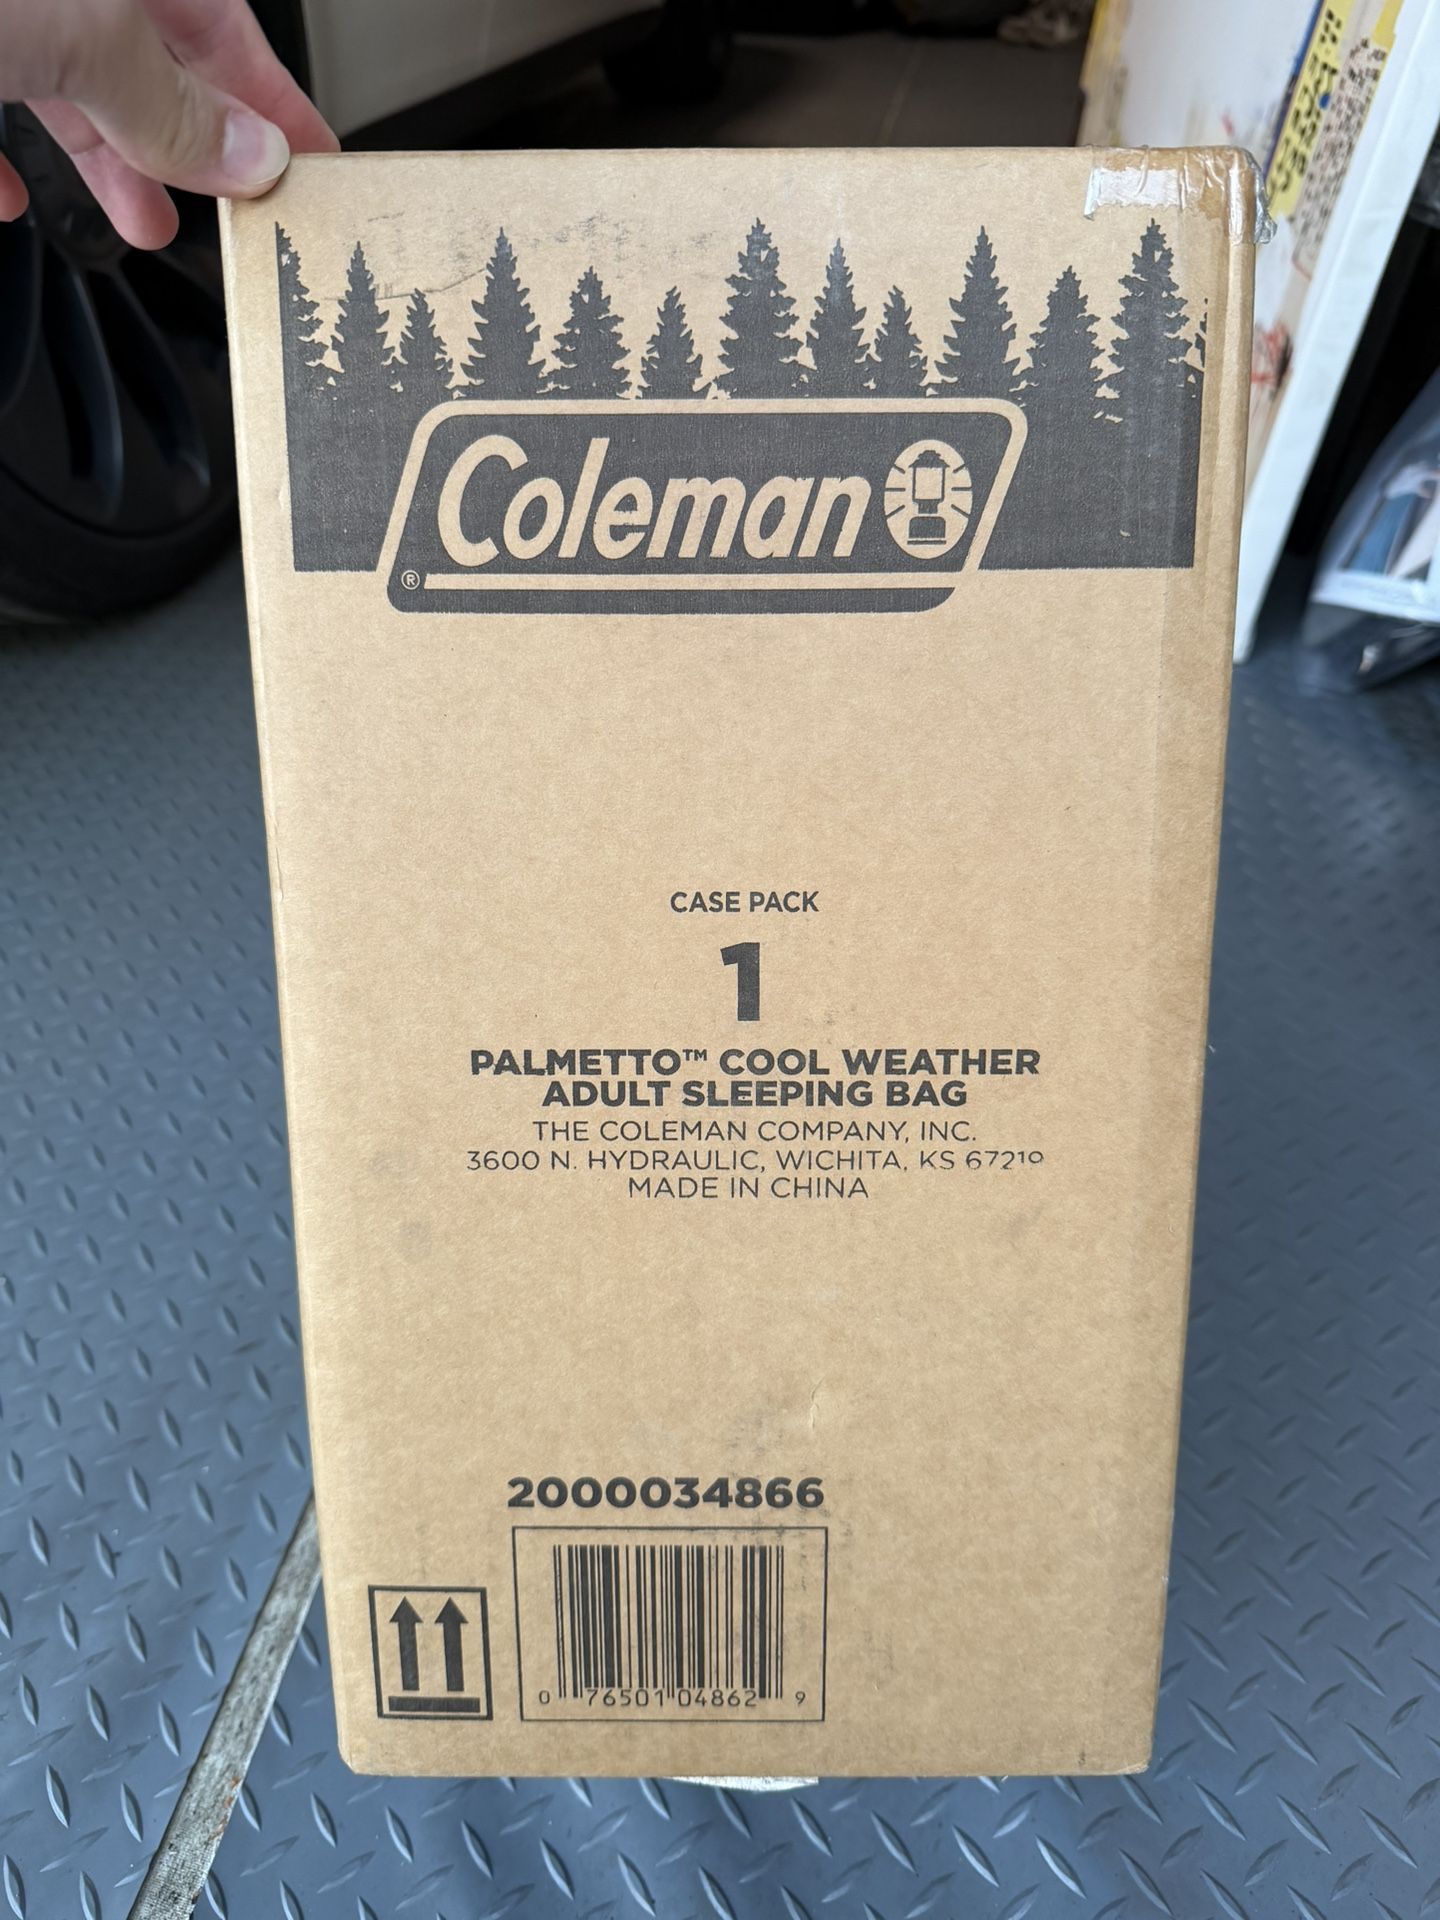 Coleman
®
CASE PACK
1
PALMETTO™ COOL WEATHER
ADULT SLEEPING BAG
THE COLEMAN COMPANY, INC.
3600 N. HYDRAULIC, WICHITA, KS 67219
MADE IN CHINA
2000034866
0 76501 04862 9